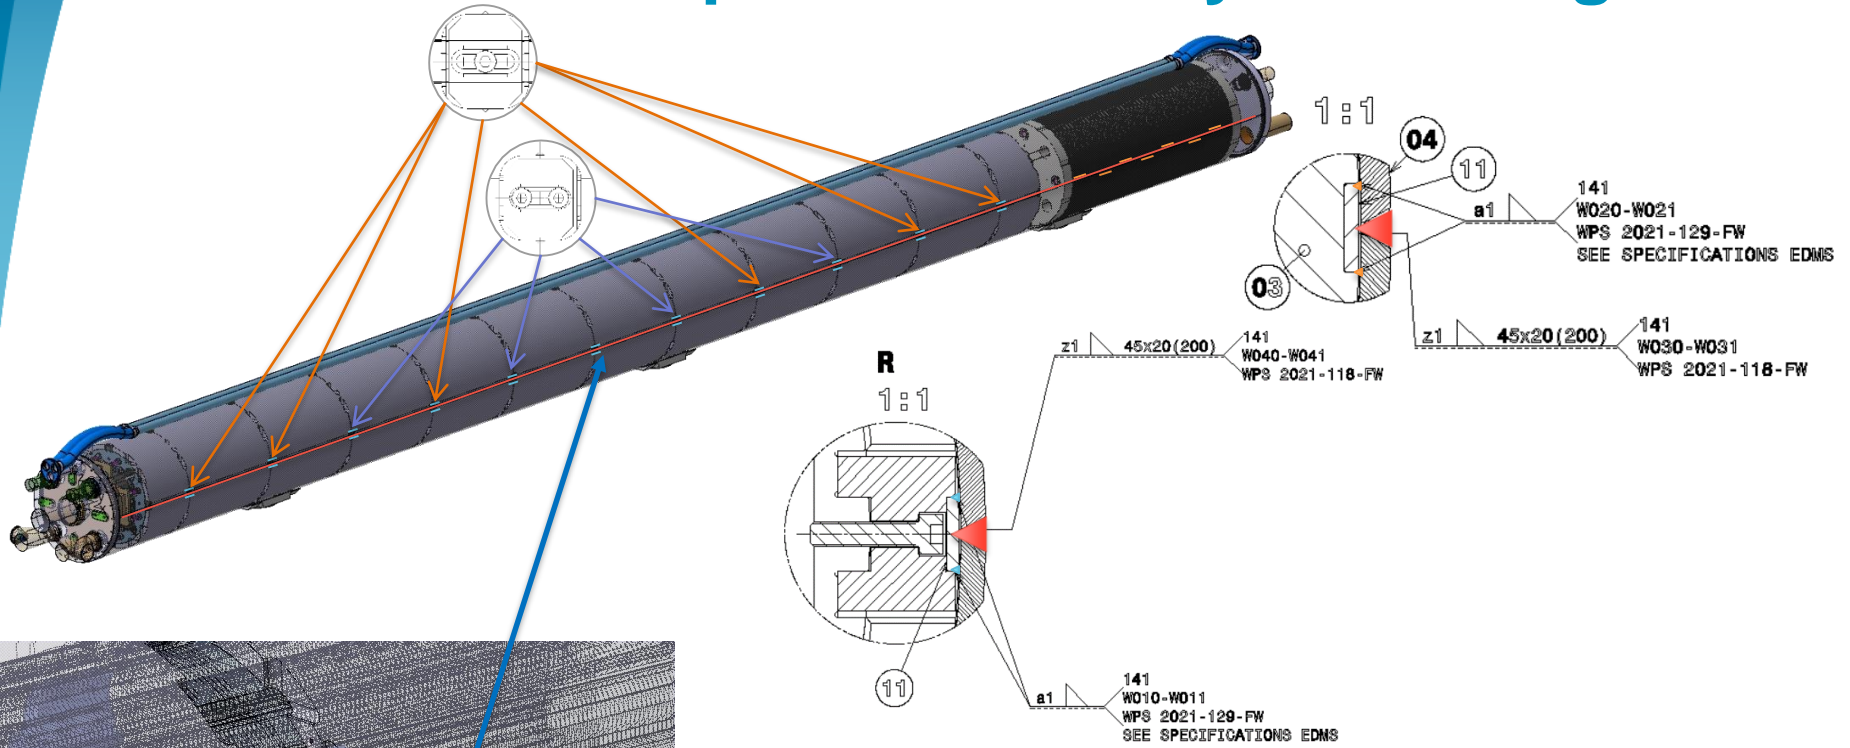 1:1
04
11
141
a1
W020-W021
WPS 2021-129-FW
SEE SPECIFICATIONS EDMS
03
z1 45x20(200) 141
W030-W031
WPS 2021-118-FW
z1 45x20(200) 141
W040-W041
WPS 2021-118-FW
R
1:1
11
141
a1 W010-W011
WPS 2021-129-FW
SEE SPECIFICATIONS EDMS